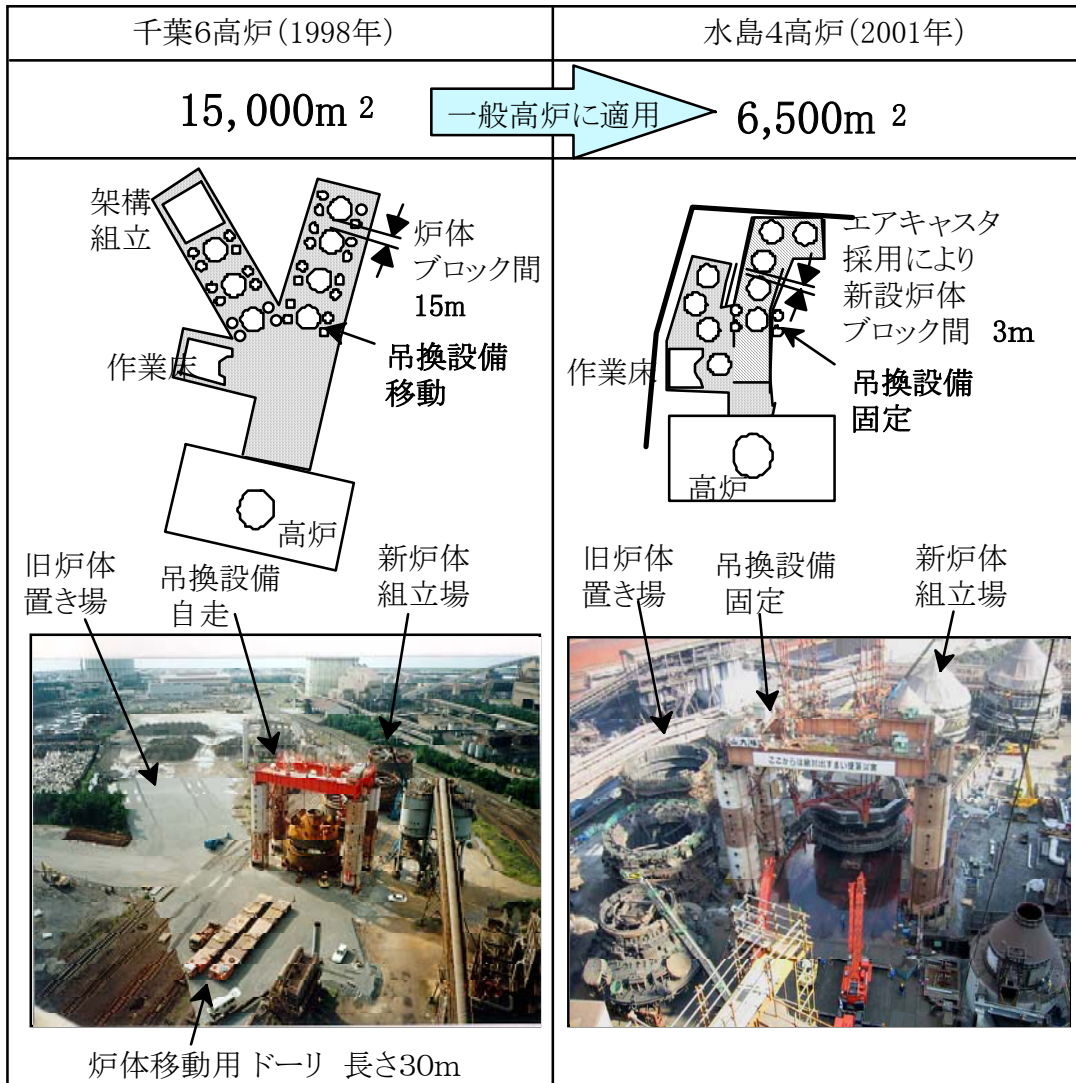 千葉6高炉(1998年)
水島4高炉(2001年)
15,000m 2
一般高炉に適用
6,500m 2
架構
組立
炉体
ブロック間
15m
吊換設備
移動
作業床
高炉
エアキャスタ
採用により
新設炉体
ブロック間 3m
吊換設備
固定
作業床
高炉
旧炉体
置き場
吊換設備
自走
新炉体
組立場
旧炉体
置き場
吊換設備
固定
新炉体
組立場
炉体移動用 ドーリ 長さ30m